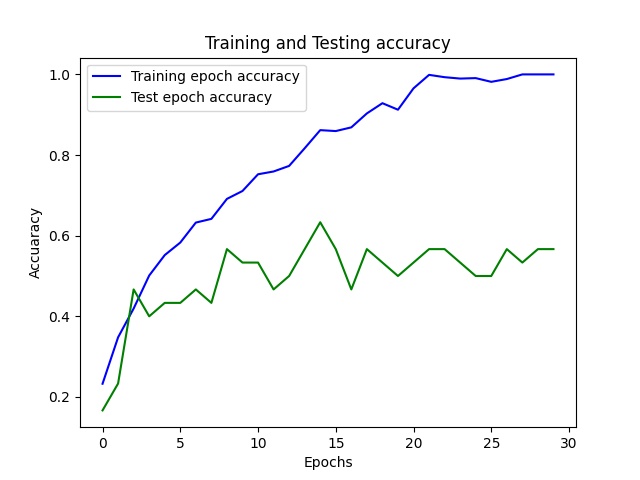 Training and Testing accuracy
Training epoch accuracy
Test epoch accuracy
1.0
0.8
0.6
0.4
0.2
Accuaracy
0 5 10 15 20 25 30
Epochs